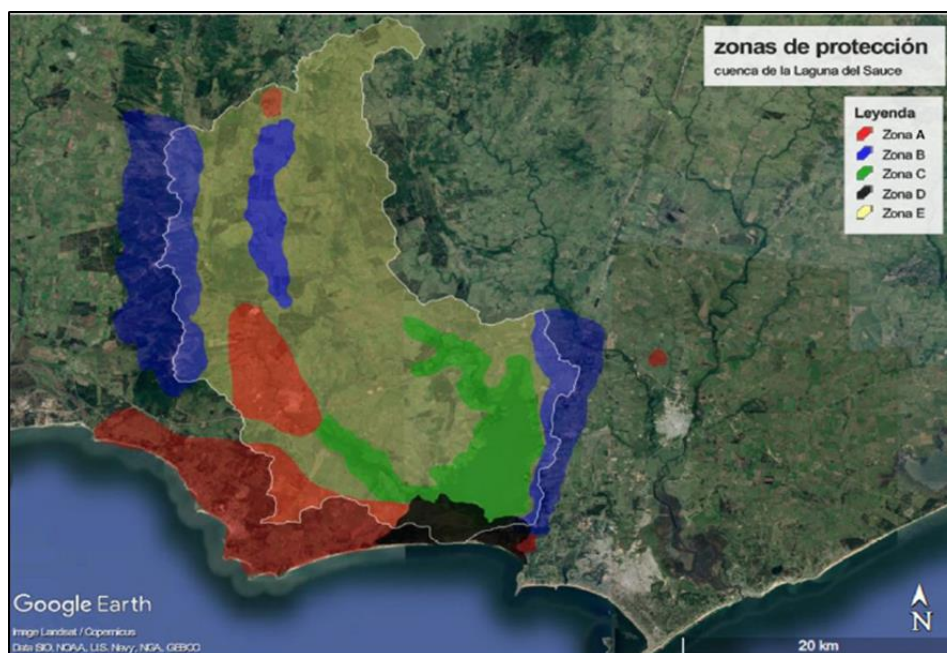 zonas de protección
cuenca de la Laguna del Sauce
Leyenda
Zona A
Zona B
Zona C
Zona D
Zona E
Google Earth
Image Landsat / Copernicus
Data SIO, NOAA, U.S. Navy, NGA, GEBCO
N
20 km